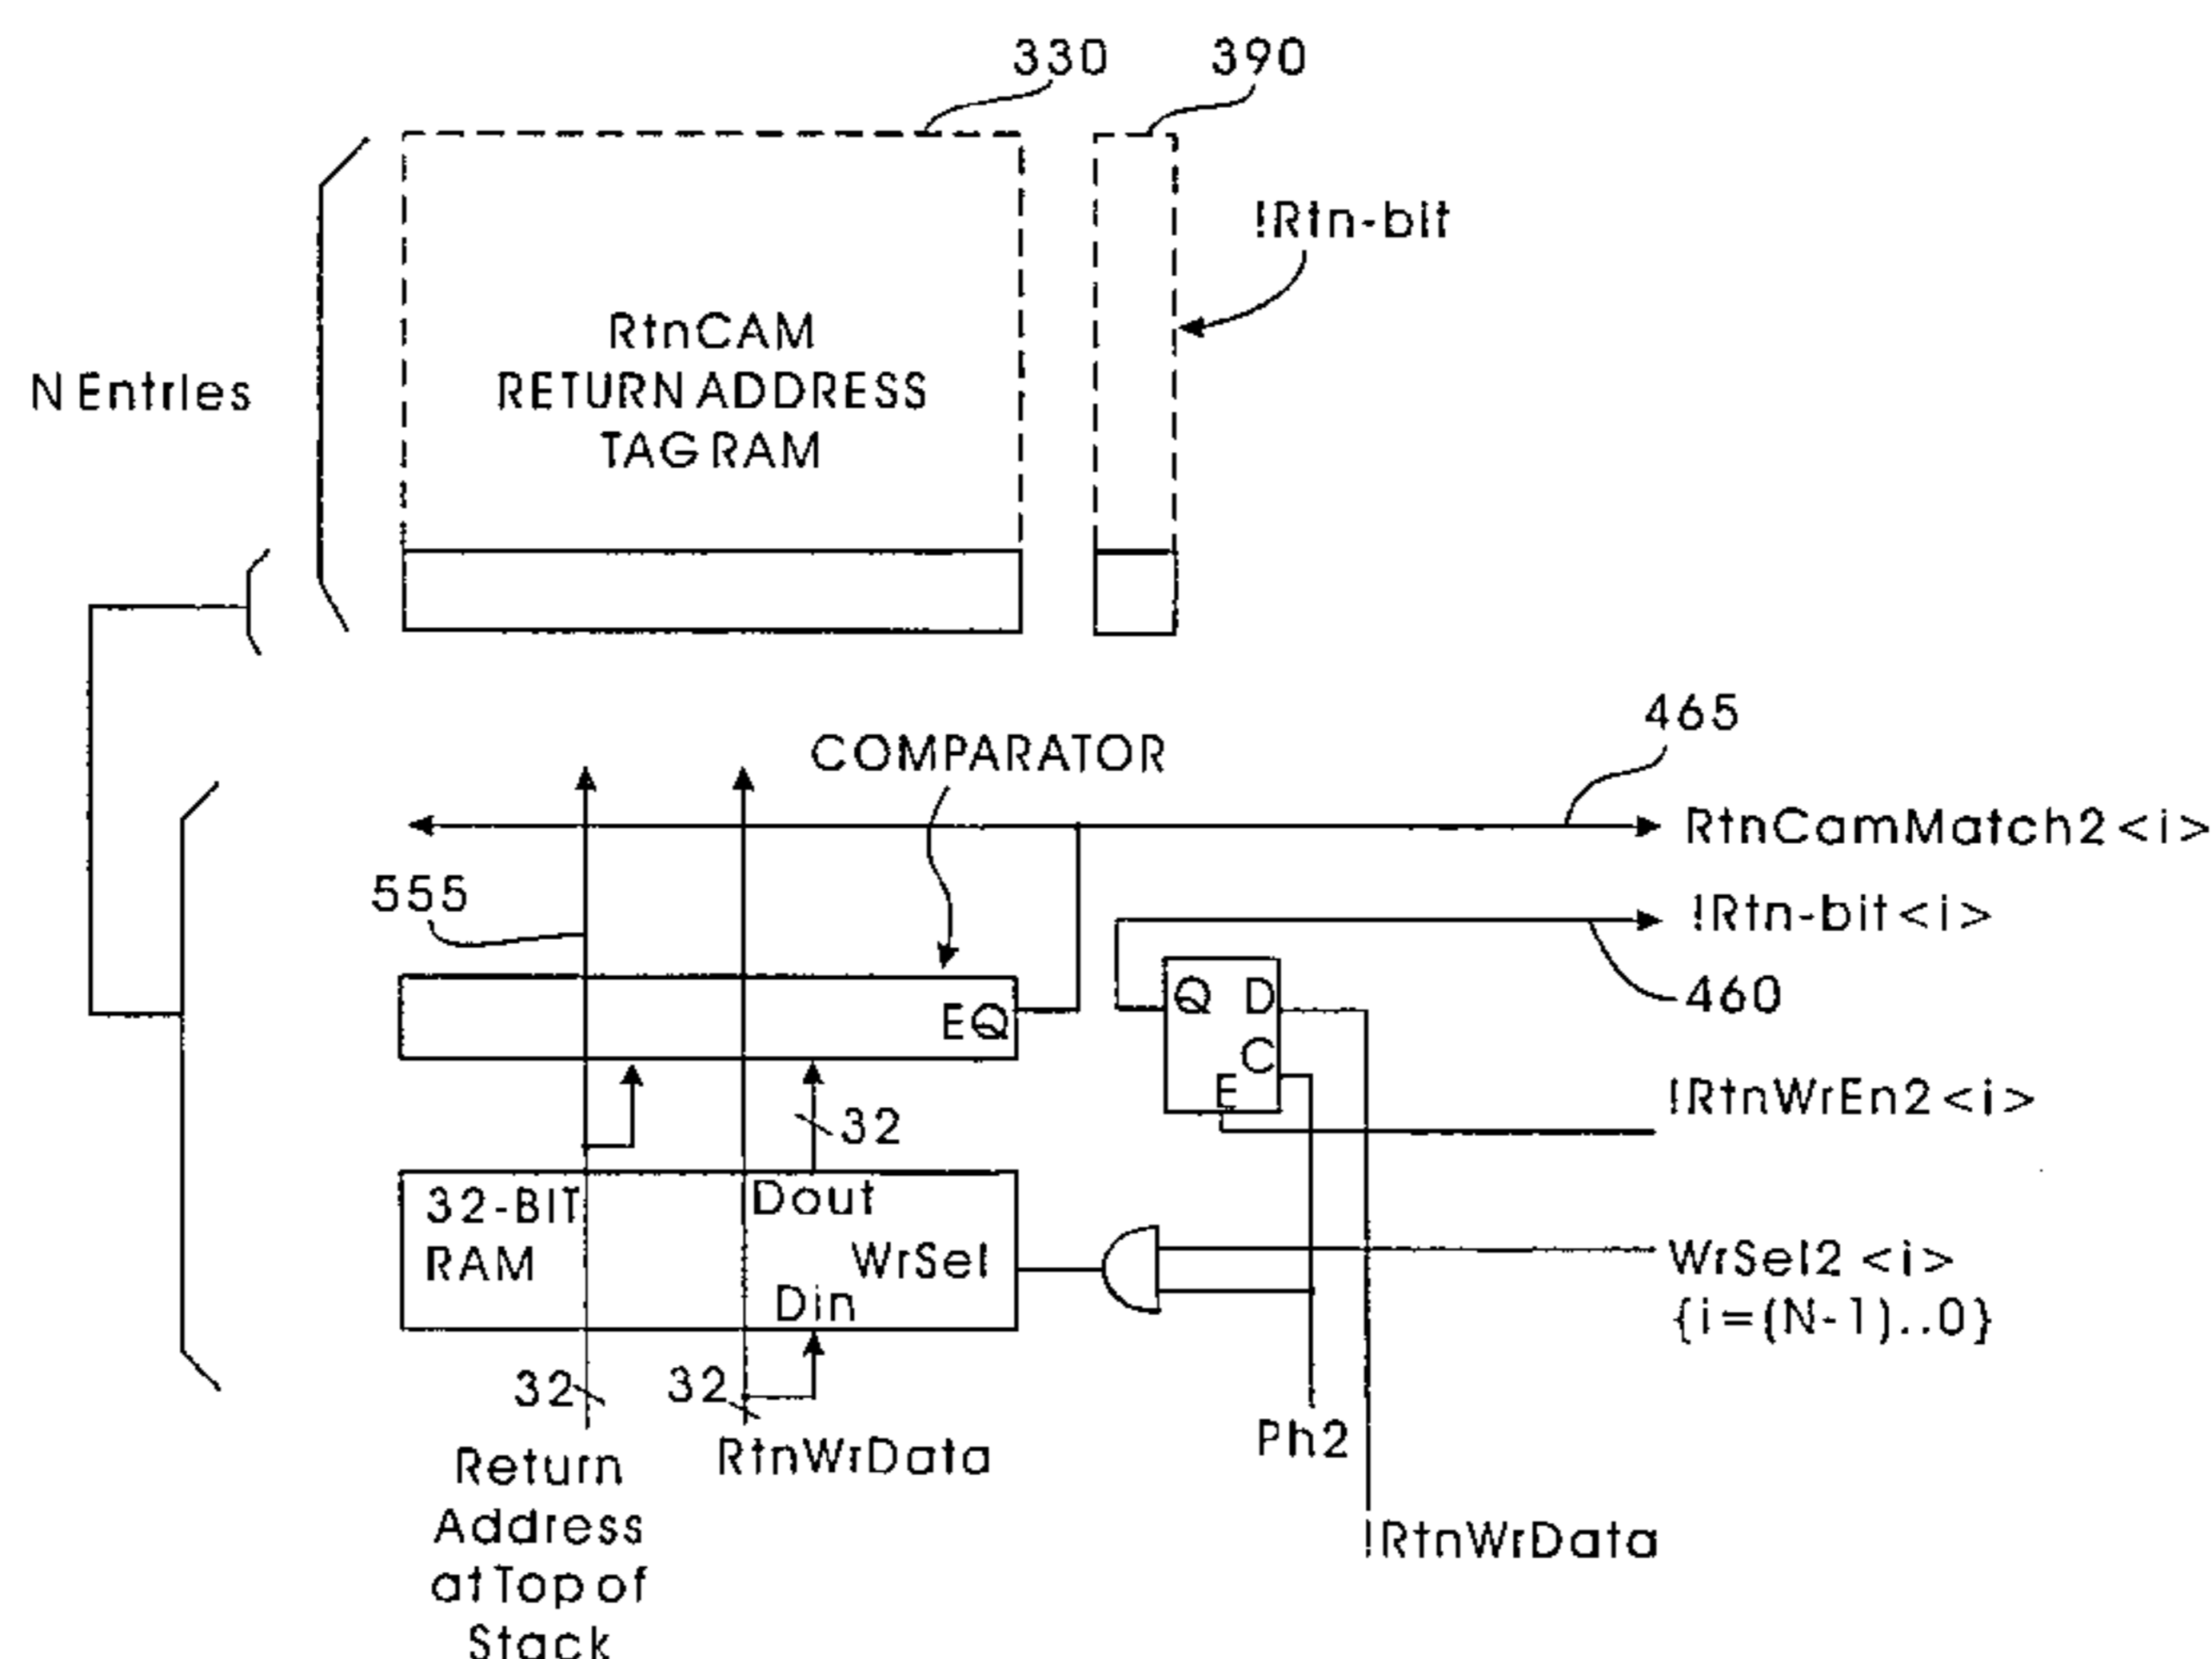 330
390
!Rtn-bit
RtnCAM
RETURN ADDRESS
TAG RAM
N Entries
465
COMPARATOR
RtnCamMatch2<i>
555
!Rtn-bit<i>
460
Q
D
EQ
C
E
!RtnWrEn2<i>
32
32-BIT
RAM
Dout
WrSel
Din
WrSel2 <i>
{i=(N-1)..0}
32
32
Ph2
RtnWrData
Return
Address
at Top of
Stack
!RtnWrData